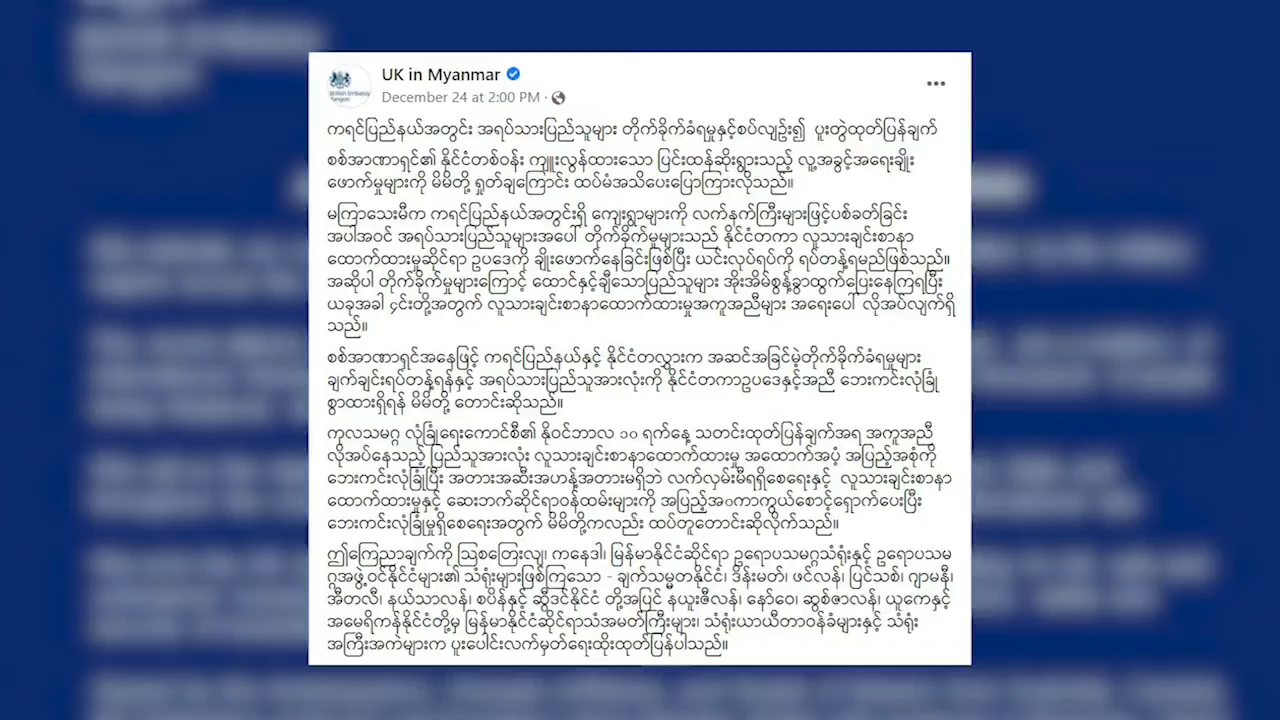 UK in Myanmar
December 24 at 2:00 PM ·
ကရင်ပြည်နယ်အတွင်း အရပ်သားပြည်သူများ တိုက်ခိုက်ခံရမှုနှင့်စပ်လျဥ်း၍ ပူးတွဲထုတ်ပြန်ချက်
စစ်အာဏာရှင်၏ နိုင်ငံတစ်ဝန်း ကျူးလွန်ထားသော ပြင်းထန်ဆိုးရွားသည့် လူ့အခွင့်အရေးချိုး
ဖောက်မှုများကို မိမိတို့ ရှုတ်ချကြောင်း ထပ်မံအသိပေးပြောကြားလိုသည်။
မကြာသေးမီက ကရင်ပြည်နယ်အတွင်းရှိ ကျေးရွာများကို လက်နက်ကြီးများဖြင့်ပစ်ခတ်ခြင်း
အပါအဝင် အရပ်သားပြည်သူများအပေါ် တိုက်ခိုက်မှုများသည် နိုင်ငံတကာ လူသားချင်းစာနာ
ထောက်ထားမှုဆိုင်ရာ ဥပဒေကို ချိုးဖောက်နေခြင်းဖြစ်ပြီး ယင်းလုပ်ရပ်ကို ရပ်တန့်ရမည်ဖြစ်သည်။
အဆိုပါ တိုက်ခိုက်မှုများကြောင့် ထောင်နှင့်ချီသောပြည်သူများ အိုးအိမ်စွန့်ခွာထွက်ပြေးနေကြရပြီး
ယခုအခါ ၄င်းတို့အတွက် လူသားချင်းစာနာထောက်ထားမှုအကူအညီများ အရေးပေါ် လိုအပ်လျက်ရှိ
သည်။
စစ်အာဏာရှင်အနေဖြင့် ကရင်ပြည်နယ်နှင့် နိုင်ငံတလွှားက အဆင်အခြင်မဲ့တိုက်ခိုက်ခံရမှုများ
ချက်ချင်းရပ်တန့်ရန်နှင့် အရပ်သားပြည်သူအားလုံးကို နိုင်ငံတကာဥပဒေနှင့်အညီ ဘေးကင်းလုံခြုံ
စွာထားရှိရန် မိမိတို့ တောင်းဆိုသည်။
ကုလသမဂ္ဂ လုံခြုံရေးကောင်စီ၏ နိုဝင်ဘာလ ၁၀ ရက်နေ့ သတင်းထုတ်ပြန်ချက်အရ အကူအညီ
လိုအပ်နေသည့် ပြည်သူအားလုံး လူသားချင်းစာနာထောက်ထားမှု အထောက်အပံ့ အပြည့်အစုံကို
ဘေးကင်းလုံခြုံပြီး အတားအဆီးအဟန့်အတားမရှိဘဲ လက်လှမ်းမီရရှိစေရေးနှင့် လူသားချင်းစာနာ
ထောက်ထားမှုနှင့် ဆေးဘက်ဆိုင်ရာဝန်ထမ်းများကို အပြည့်အဝကာကွယ်စောင့်ရှောက်ပေးပြီး
ဘေးကင်းလုံခြုံမှုရှိစေရေးအတွက် မိမိတို့ကလည်း ထပ်တူတောင်းဆိုလိုက်သည်။
ဤကြေညာချက်ကို ဩစတြေးလျ၊ ကနေဒါ၊ မြန်မာနိုင်ငံဆိုင်ရာ ဥရောပသမဂ္ဂသံရုံးနှင့် ဥရောပသမ
ဂ္ဂအဖွဲ့ဝင်နိုင်ငံများ၏ သံရုံးများဖြစ်ကြသော - ချက်သမ္မတနိုင်ငံ၊ ဒိန်းမတ်၊ ဖင်လန်၊ ပြင်သစ်၊ ဂျာမနီ၊
အီတလီ၊ နယ်သာလန်၊ စပိန်နှင့် ဆွီဒင်နိုင်ငံ တို့အပြင် နယူးဇီလန်၊ နော်ဝေ၊ ဆွစ်ဇာလန်၊ ယူကေနှင့်
အမေရိကန်နိုင်ငံတို့မှ မြန်မာနိုင်ငံဆိုင်ရာသံအမတ်ကြီးများ၊ သံရုံးယာယီတာဝန်ခံများနှင့် သံရုံး
အကြီးအကဲများက ပူးပေါင်းလက်မှတ်ရေးထိုးထုတ်ပြန်ပါသည်။